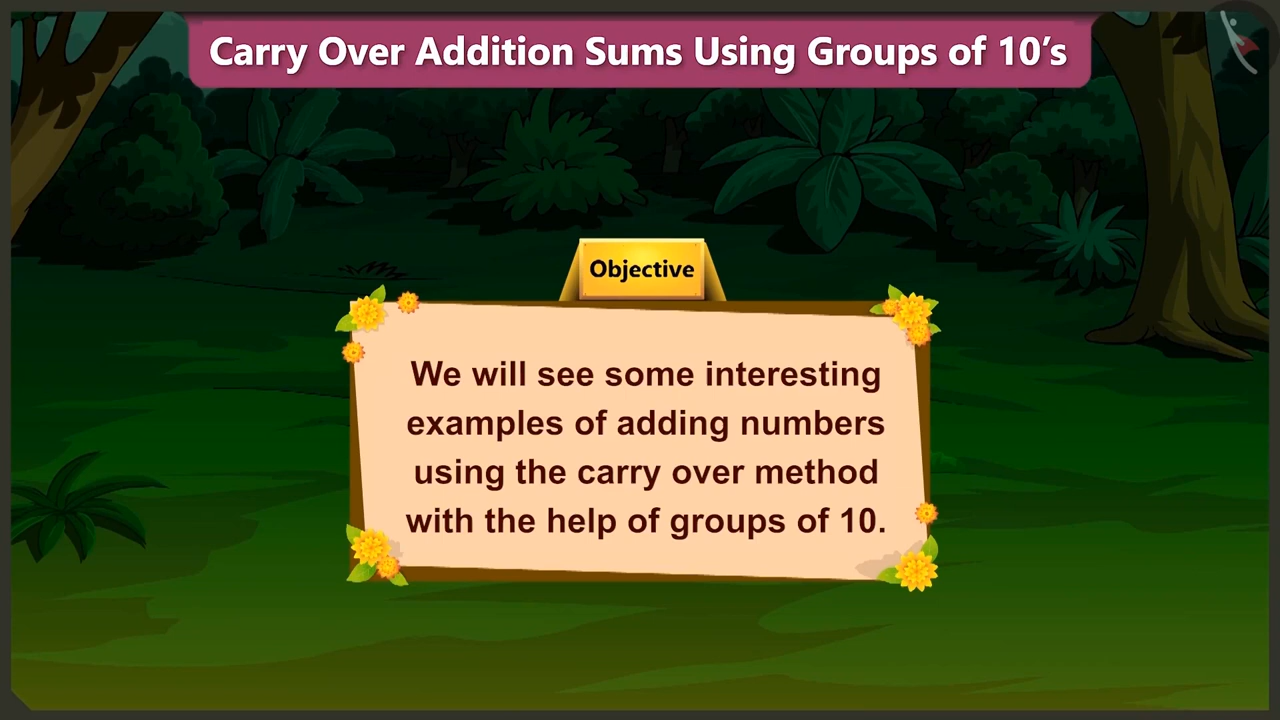 Carry Over Addition Sums Using Groups of 10’s
Objective
We will see some interesting
examples of adding numbers
using the carry over method
with the help of groups of 10.